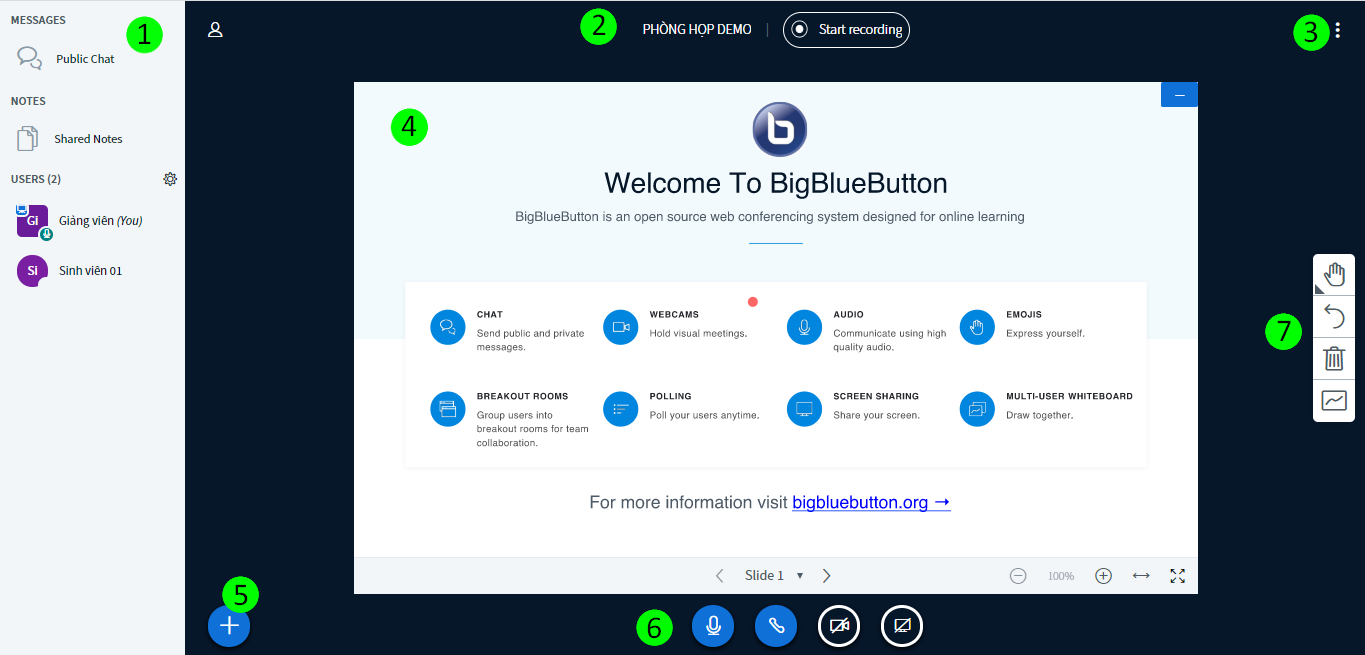 MESSAGES
1
Public Chat
NOTES
Shared Notes
USERS (2)
Gi
Giảng viên (You)
Si
Sinh viên 01
2
PHÒNG HỌP DEMO
Start recording
3
4
b
Welcome To BigBlueButton
BigBlueButton is an open source web conferencing system designed for online learning
CHAT
Send public and private
messages.
WEBCAMS
Hold visual meetings.
AUDIO
Communicate using high
quality audio.
EMOJIS
Express yourself.
BREAKOUT ROOMS
Group users into
breakout rooms for team
collaboration.
POLLING
Poll your users anytime.
SCREEN SHARING
Share your screen.
MULTI-USER WHITEBOARD
Draw together.
For more information visit bigbluebutton.org →
Slide 1
100%
7
5
6